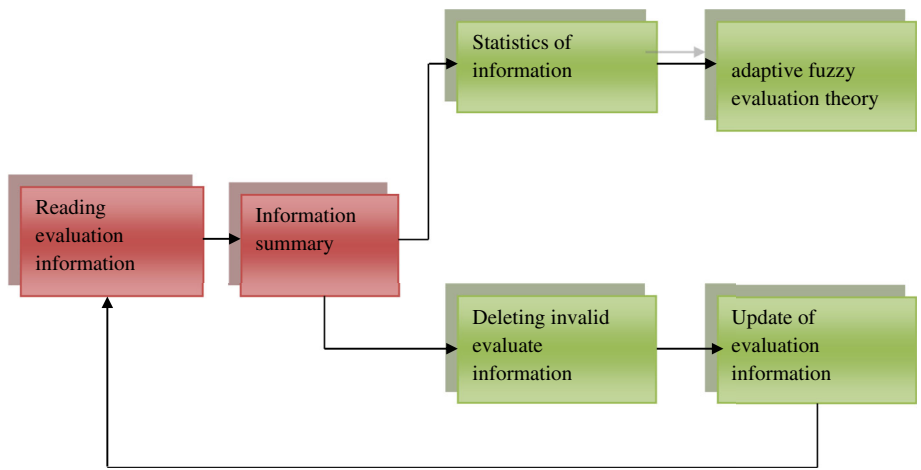 Statistics of
information
adaptive fuzzy
evaluation theory
Reading
evaluation
information
Information
summary
Deleting invalid
evaluate
information
Update of
evaluation
information